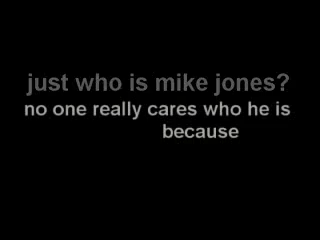 just who is mike jones?
no one really cares who he is
because